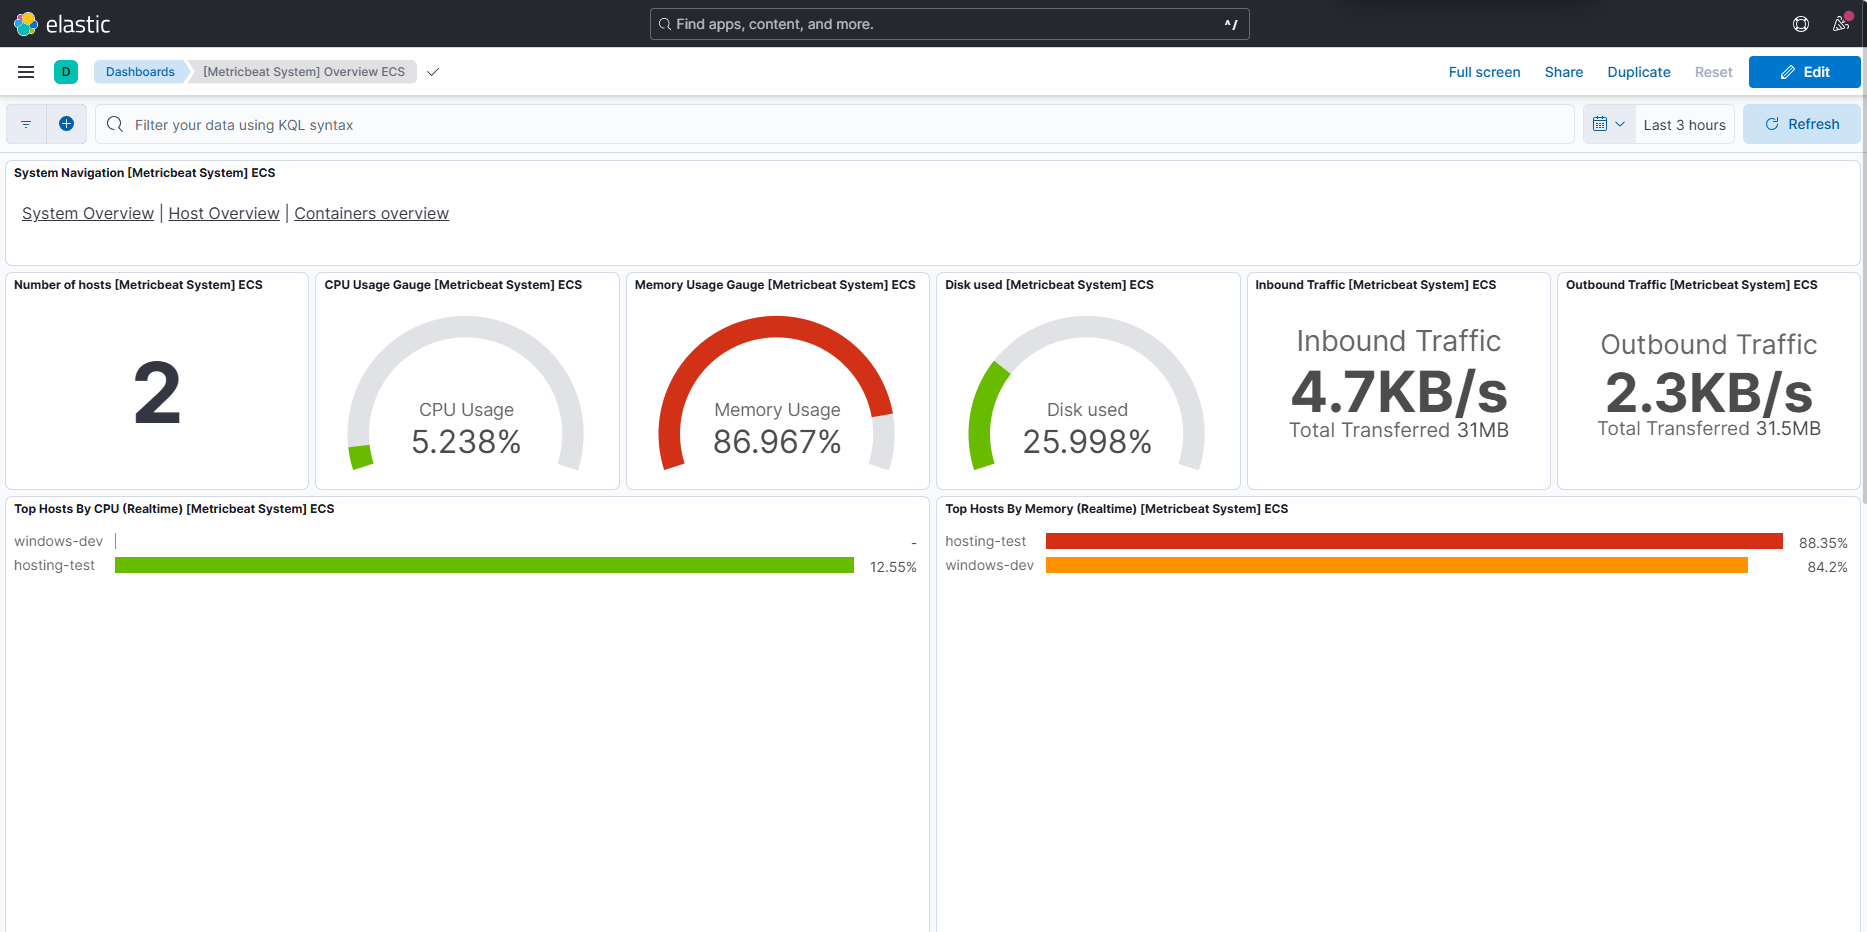 elastic
Find apps, content, and more.
^/
D
Dashboards
[Metricbeat System] Overview ECS
Full screen
Share
Duplicate
Reset
Edit
Filter your data using KQL syntax
Last 3 hours
Refresh
System Navigation [Metricbeat System] ECS
System Overview | Host Overview | Containers overview
Number of hosts [Metricbeat System] ECS
2
CPU Usage Gauge [Metricbeat System] ECS
CPU Usage
5.238%
Memory Usage Gauge [Metricbeat System] ECS
Memory Usage
86.967%
Disk used [Metricbeat System] ECS
Disk used
25.998%
Inbound Traffic [Metricbeat System] ECS
Inbound Traffic
4.7KB/s
Total Transferred 31MB
Outbound Traffic [Metricbeat System] ECS
Outbound Traffic
2.3KB/s
Total Transferred 31.5MB
Top Hosts By CPU (Realtime) [Metricbeat System] ECS
windows-dev -
hosting-test 12.55%
Top Hosts By Memory (Realtime) [Metricbeat System] ECS
hosting-test 88.35%
windows-dev 84.2%